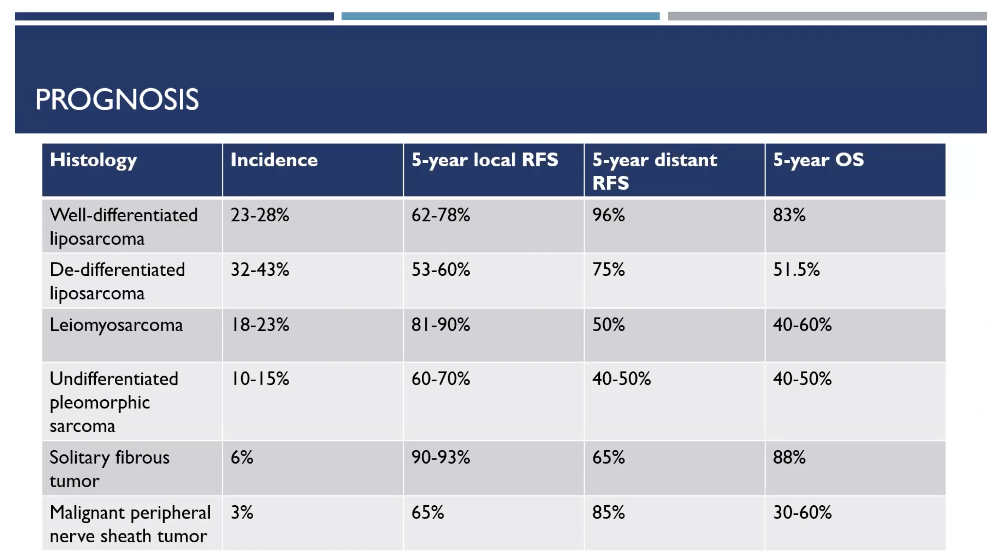 PROGNOSIS
Histology
Incidence
5-year local RFS
5-year distant
RFS
5-year OS
Well-differentiated
liposarcoma
23-28%
62-78%
96%
83%
De-differentiated
liposarcoma
32-43%
53-60%
75%
51.5%
Leiomyosarcoma
18-23%
81-90%
50%
40-60%
Undifferentiated
pleomorphic
sarcoma
10-15%
60-70%
40-50%
40-50%
Solitary fibrous
tumor
6%
90-93%
65%
88%
Malignant peripheral
nerve sheath tumor
3%
65%
85%
30-60%